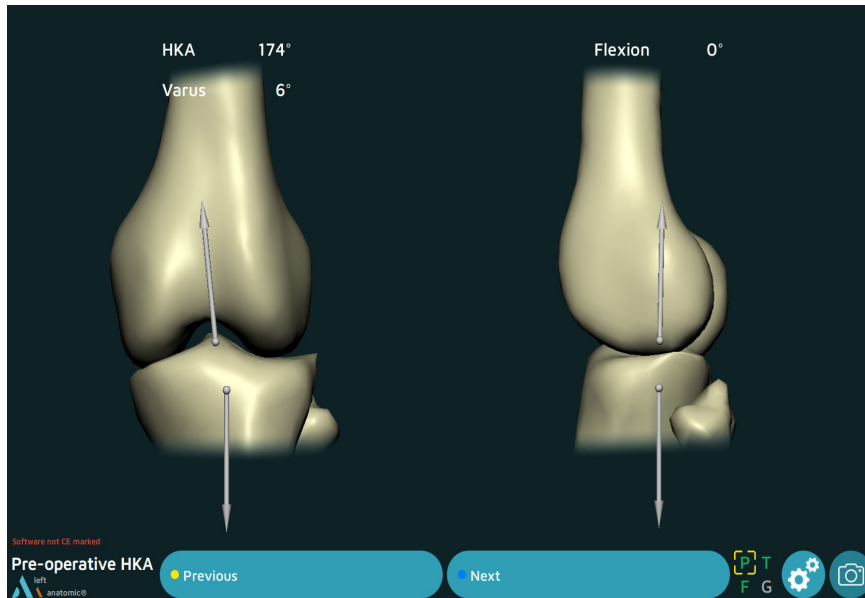 HKA 174°
Varus 6°
Flexion 0°
Software not CE marked
Pre-operative HKA
left
anatomic®
Previous
Next
P T
F G